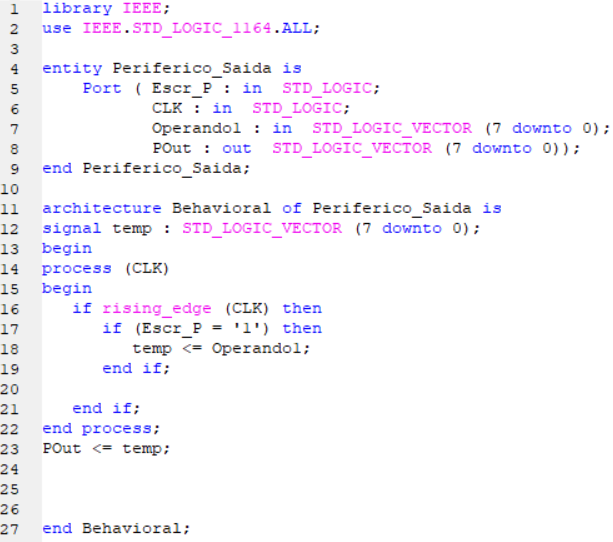 1 library IEEE;
2 use IEEE.STD_LOGIC_1164.ALL;
3
4 entity Periferico_Saida is
5 Port ( Escr_P : in STD_LOGIC;
6 CLK : in STD_LOGIC;
7 Operando1 : in STD_LOGIC_VECTOR (7 downto 0);
8 POut : out STD_LOGIC_VECTOR (7 downto 0));
9 end Periferico_Saida;
10
11 architecture Behavioral of Periferico_Saida is
12 signal temp : STD_LOGIC_VECTOR (7 downto 0);
13 begin
14 process (CLK)
15 begin
16 if rising_edge (CLK) then
17 if (Escr_P = '1') then
18 temp <= Operando1;
19 end if;
20
21 end if;
22 end process;
23 POut <= temp;
24
25
26
27 end Behavioral;